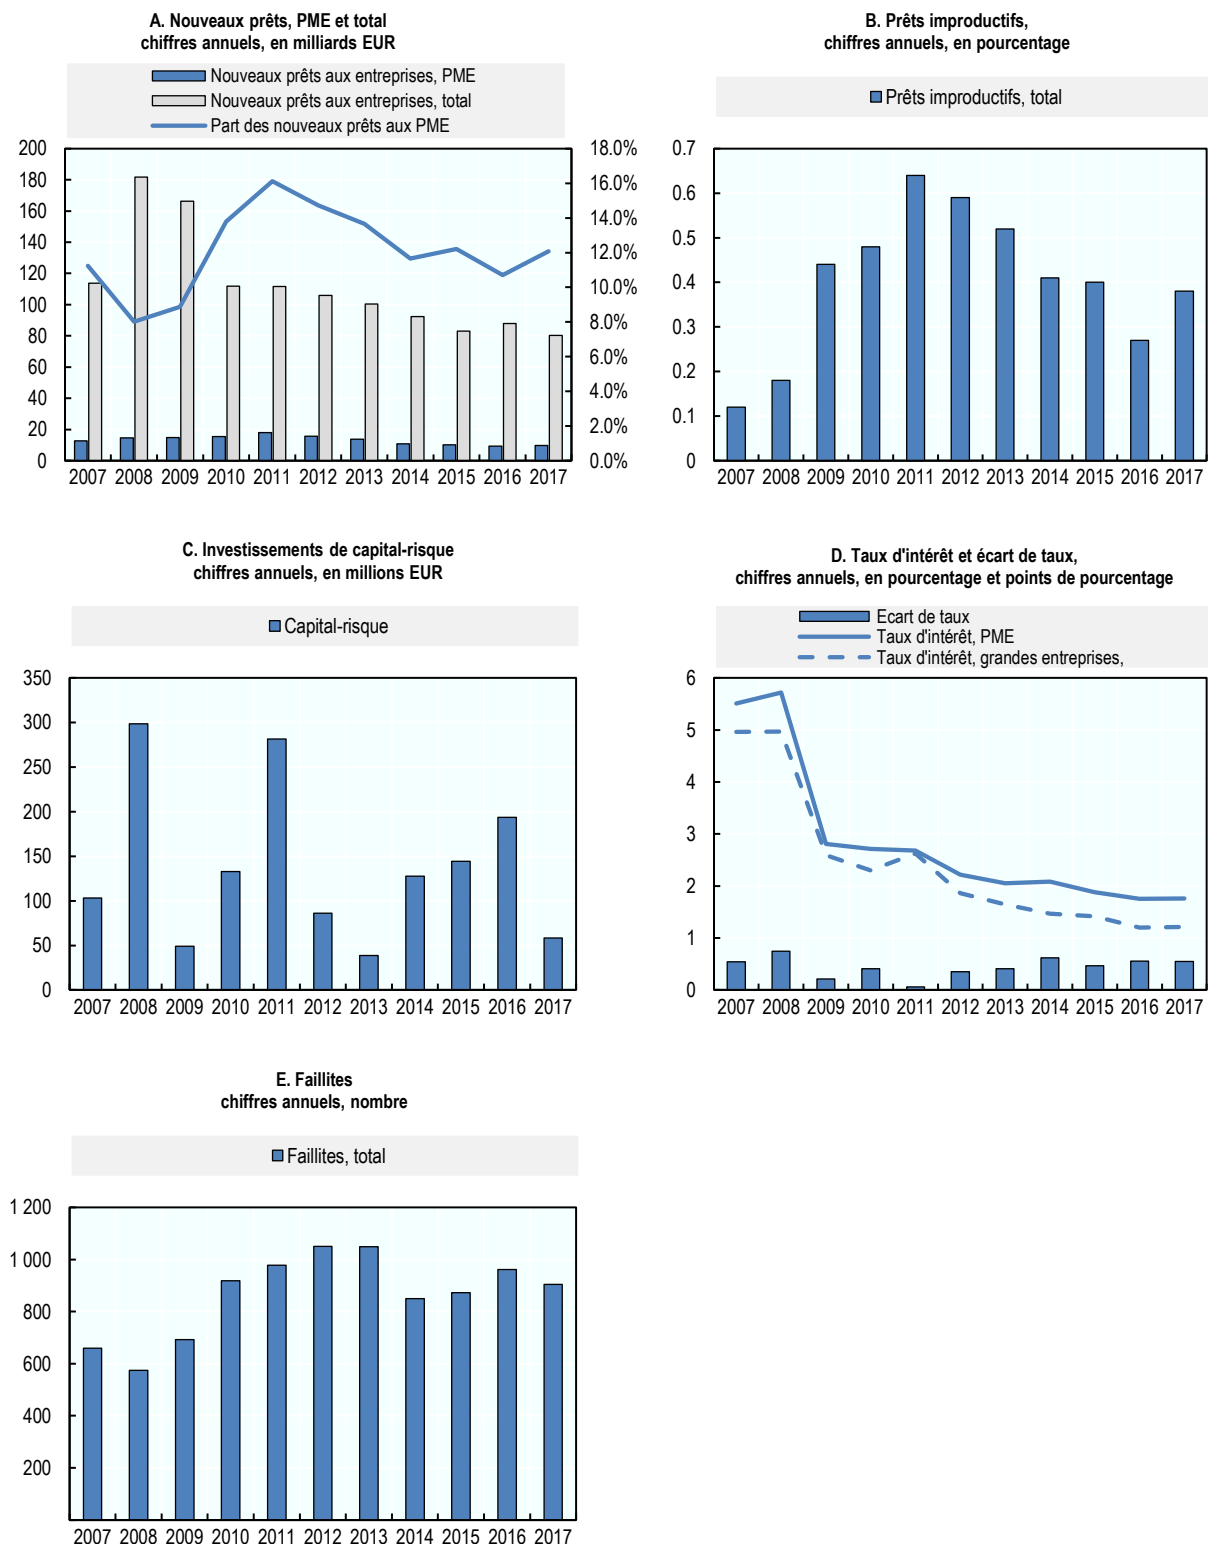 A. Nouveaux prêts, PME et total
chiffres annuels, en milliards EUR
Nouveaux prêts aux entreprises, PME
Nouveaux prêts aux entreprises, total
Part des nouveaux prêts aux PME
200
180
160
140
120
100
80
60
40
20
0
18.0%
16.0%
14.0%
12.0%
10.0%
8.0%
6.0%
4.0%
2.0%
0.0%
2007 2008 2009 2010 2011 2012 2013 2014 2015 2016 2017
B. Prêts improductifs,
chiffres annuels, en pourcentage
Prêts improductifs, total
0.7
0.6
0.5
0.4
0.3
0.2
0.1
0
2007 2008 2009 2010 2011 2012 2013 2014 2015 2016 2017
C. Investissements de capital-risque
chiffres annuels, en millions EUR
Capital-risque
350
300
250
200
150
100
50
0
2007 2008 2009 2010 2011 2012 2013 2014 2015 2016 2017
D. Taux d'intérêt et écart de taux,
chiffres annuels, en pourcentage et points de pourcentage
Ecart de taux
Taux d'intérêt, PME
Taux d'intérêt, grandes entreprises,
6
5
4
3
2
1
0
2007 2008 2009 2010 2011 2012 2013 2014 2015 2016 2017
E. Faillites
chiffres annuels, nombre
Faillites, total
1 200
1 000
800
600
400
200
2007 2008 2009 2010 2011 2012 2013 2014 2015 2016 2017